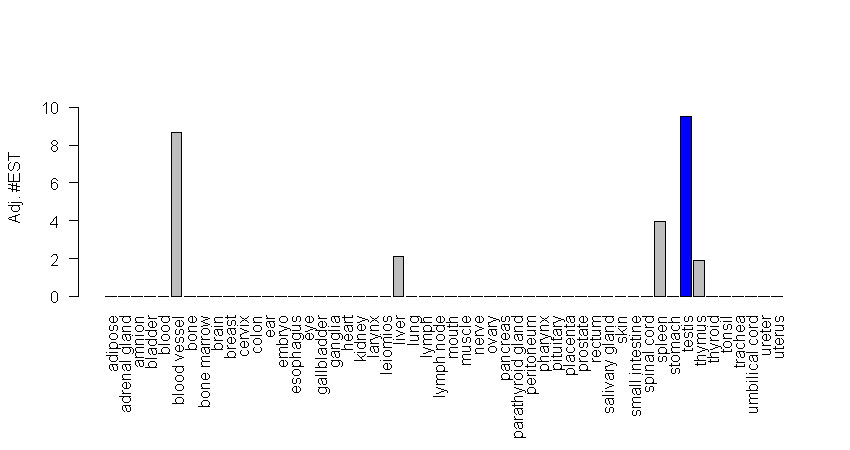 Adj. #EST
10
8
6
4
2
0
adipose
adrenal gland
amnion
bladder
blood
blood vessel
bone
bone marrow
brain
breast
cervix
colon
ear
embryo
esophagus
eye
gallbladder
ganglia
heart
kidney
larynx
leiomios
liver
lung
lymph
lymph node
mouth
muscle
nerve
ovary
pancreas
parathyroid gland
peritoneum
pharynx
pituitary
placenta
prostate
rectum
salivary gland
skin
small intestine
spinal cord
spleen
stomach
testis
thymus
thyroid
tonsil
trachea
umbilical cord
ureter
uterus